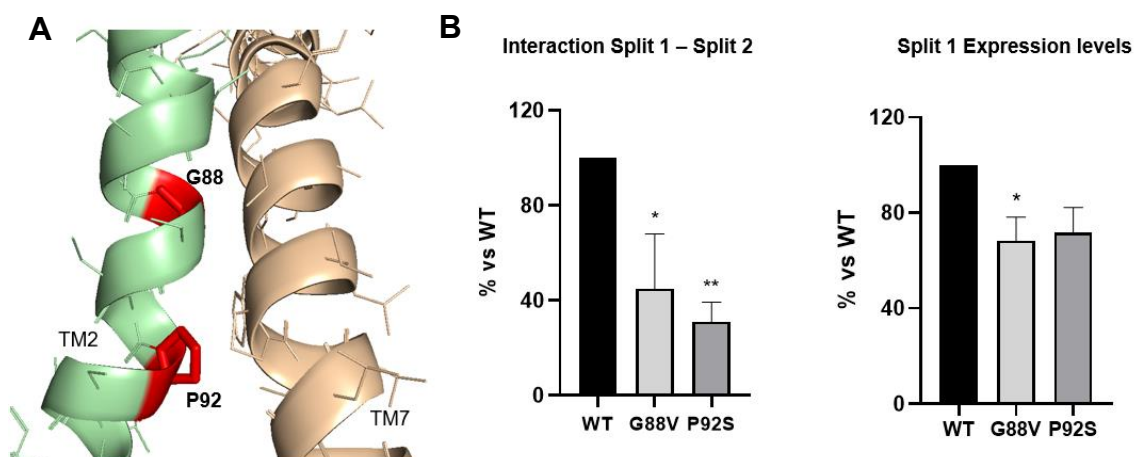 A
G88
TM2
P92
TM7
B
Interaction Split 1 – Split 2
120
80
40
0
% vs WT
*
**
WT G88V P92S
Split 1 Expression levels
120
80
40
0
% vs WT
*
WT G88V P92S